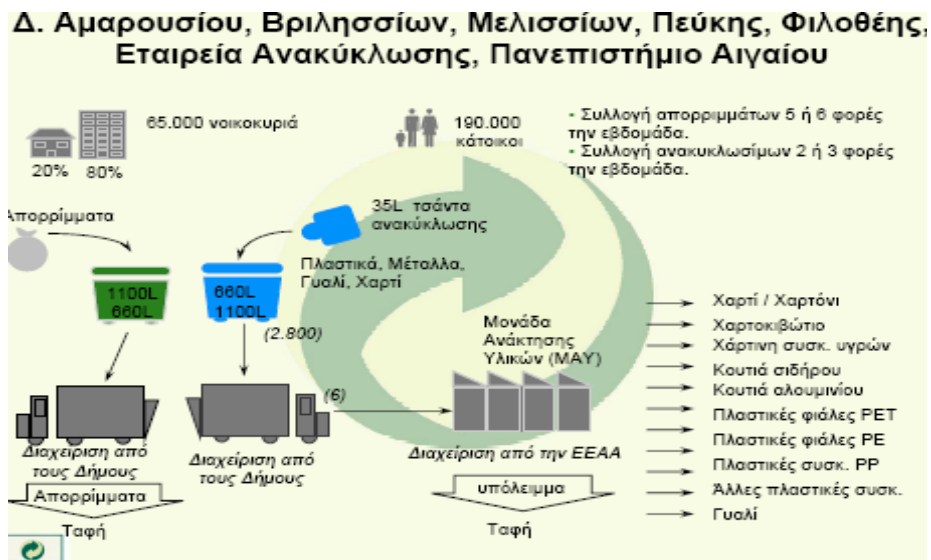 Δ. Αμαρουσίου, Βριλησσίων, Μελισσίων, Πεύκης, Φιλοθέης,
Εταιρεία Ανακύκλωσης, Πανεπιστήμιο Αιγαίου
65.000 νοικοκυριά
20% 80%
190.000
κάτοικοι
- Συλλογή απορριμμάτων 5 ή 6 φορές
την εβδομάδα.
- Συλλογή ανακυκλωσίμων 2 ή 3 φορές
την εβδομάδα.
Απορρίμματα
35L τσάντα
ανακύκλωσης
Πλαστικά, Μέταλλα,
Γυαλί, Χαρτί
1100L
660L
660L
1100L
(2.800)
(6)
Μονάδα
Ανάκτησης
Υλικών (ΜΑΥ)
Διαχείριση από
τους Δήμους
Διαχείριση από
τους Δήμους
Διαχείριση από την ΕΕΑΑ
Απορρίμματα
Ταφή
υπόλειμμα
Ταφή
Χαρτί / Χαρτόνι
Χαρτοκιβώτιο
Χάρτινη συσκ. υγρών
Κουτιά σιδήρου
Κουτιά αλουμινίου
Πλαστικές φιάλες PET
Πλαστικές φιάλες PE
Πλαστικές συσκ. PP
Άλλες πλαστικές συσκ.
Γυαλί